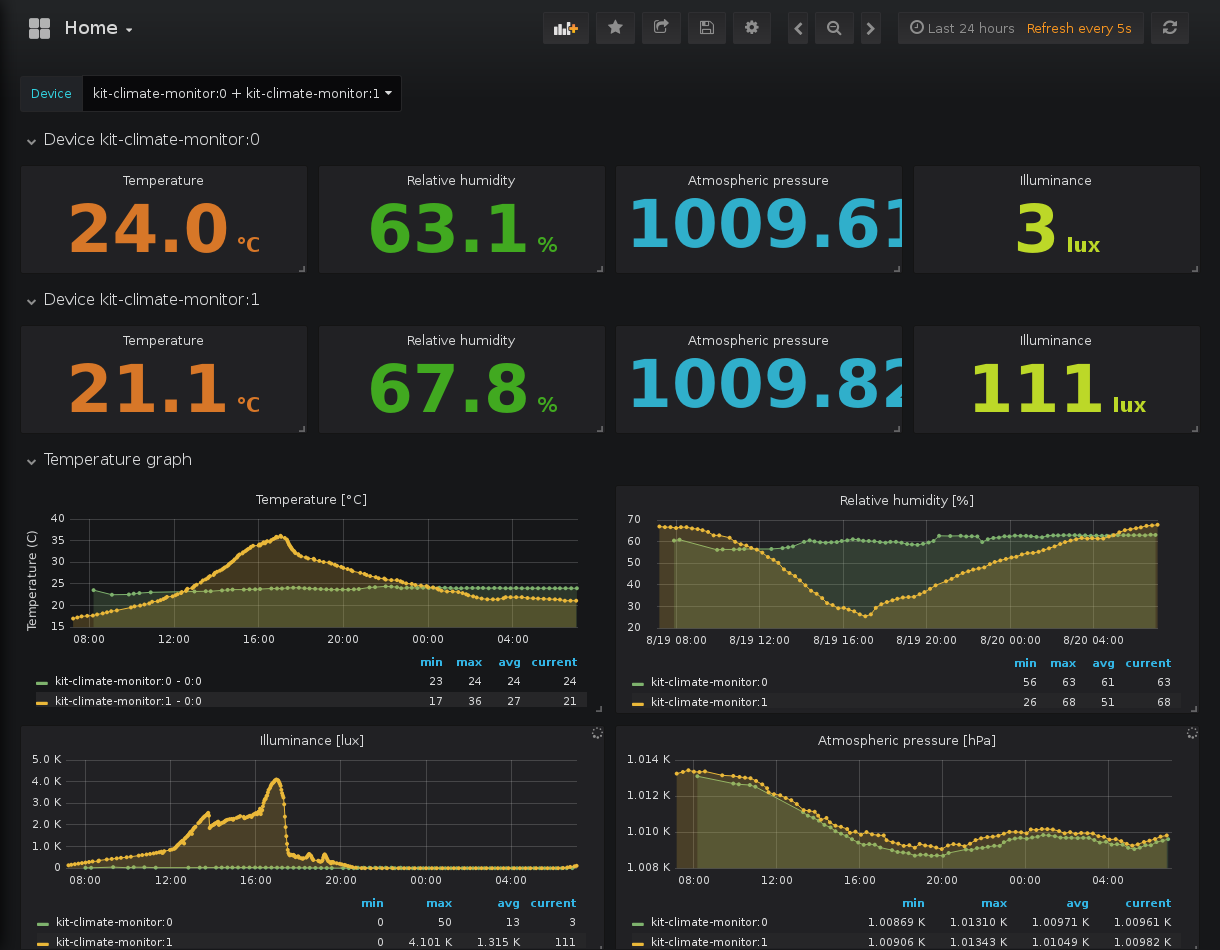 Home
Last 24 hours Refresh every 5s
Device kit-climate-monitor:0 + kit-climate-monitor:1
Device kit-climate-monitor:0
Temperature Relative humidity Atmospheric pressure Illuminance
24.0 °C 63.1 % 1009.61 3 lux
Device kit-climate-monitor:1
Temperature Relative humidity Atmospheric pressure Illuminance
21.1 °C 67.8 % 1009.82 111 lux
Temperature graph
Temperature [°C]
Temperature (C)
40
35
30
25
20
15
08:00 12:00 16:00 20:00 00:00 04:00
min max avg current
kit-climate-monitor:0 - 0:0 23 24 24 24
kit-climate-monitor:1 - 0:0 17 36 27 21
Relative humidity [%]
70
60
50
40
30
20
8/19 08:00 8/19 12:00 8/19 16:00 8/19 20:00 8/20 00:00 8/20 04:00
min max avg current
kit-climate-monitor:0 56 63 61 63
kit-climate-monitor:1 26 68 51 68
Illuminance [lux]
5.0 K
4.0 K
3.0 K
2.0 K
1.0 K
0
08:00 12:00 16:00 20:00 00:00 04:00
min max avg current
kit-climate-monitor:0 0 50 13 3
kit-climate-monitor:1 0 4.101 K 1.315 K 111
Atmospheric pressure [hPa]
1.014 K
1.012 K
1.010 K
1.008 K
08:00 12:00 16:00 20:00 00:00 04:00
min max avg current
kit-climate-monitor:0 1.00869 K 1.01310 K 1.00971 K 1.00961 K
kit-climate-monitor:1 1.00906 K 1.01343 K 1.01049 K 1.00982 K